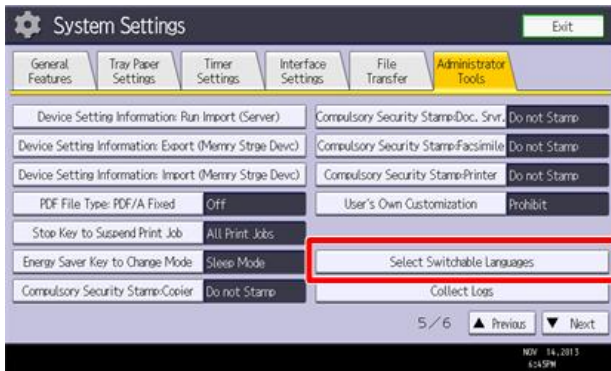 System Settings
Exit
General Features
Tray Paper Settings
Timer Settings
Interface Settings
File Transfer
Administrator Tools
Device Setting Information: Run Import (Server)
Device Setting Information: Export (Memry Strge Devc)
Device Setting Information: Import (Memry Strge Devc)
PDF File Type: PDF/A Fixed Off
Stop Key to Suspend Print Job All Print Jobs
Energy Saver Key to Change Mode Sleep Mode
Compulsory Security Stamp:Copier Do not Stamp
Compulsory Security Stamp:Doc. Srvr. Do not Stamp
Compulsory Security Stamp:Facsimile Do not Stamp
Compulsory Security Stamp:Printer Do not Stamp
User's Own Customization Prohibit
Select Switchable Languages
Collect Logs
5/6 ▲ Previous ▼ Next
NOV 14,2013
6:45PM